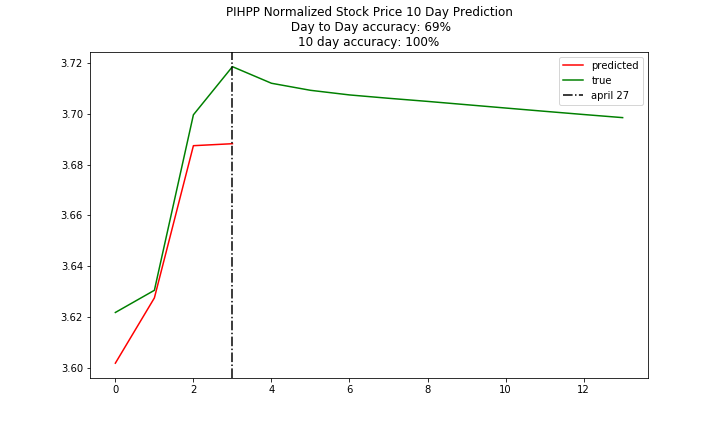 PIHPP Normalized Stock Price 10 Day Prediction
Day to Day accuracy: 69%
10 day accuracy: 100%
predicted
true
april 27
3.72
3.70
3.68
3.66
3.64
3.62
3.60
0 2 4 6 8 10 12